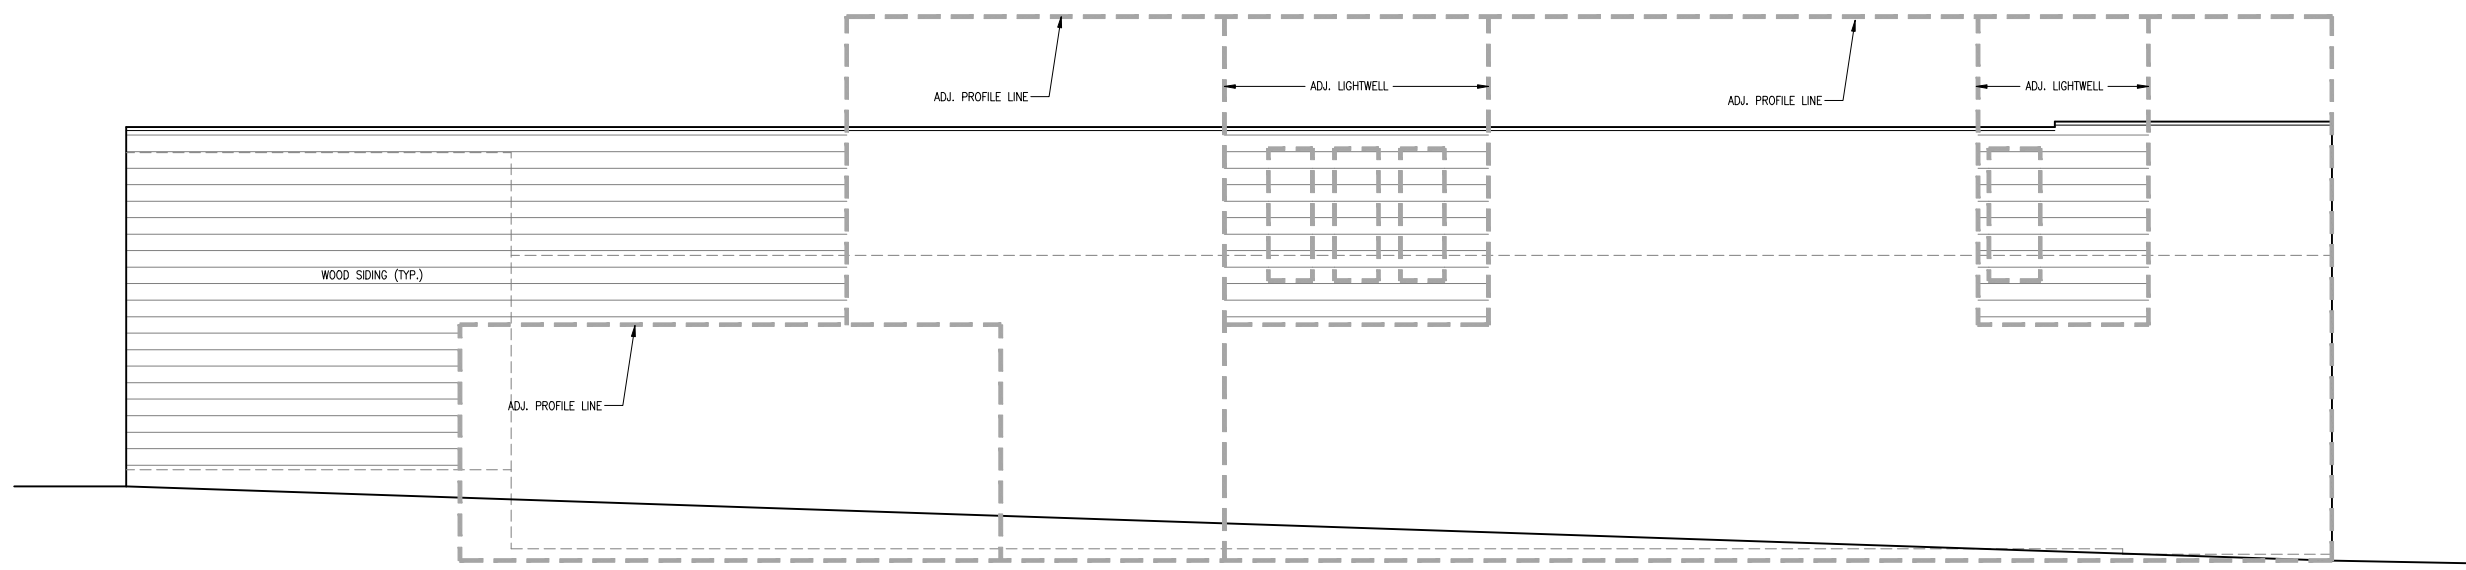 ADJ. LIGHTWELL
ADJ. LIGHTWELL
ADJ. PROFILE LINE
ADJ. PROFILE LINE
WOOD SIDING (TYP.)
ADJ. PROFILE LINE